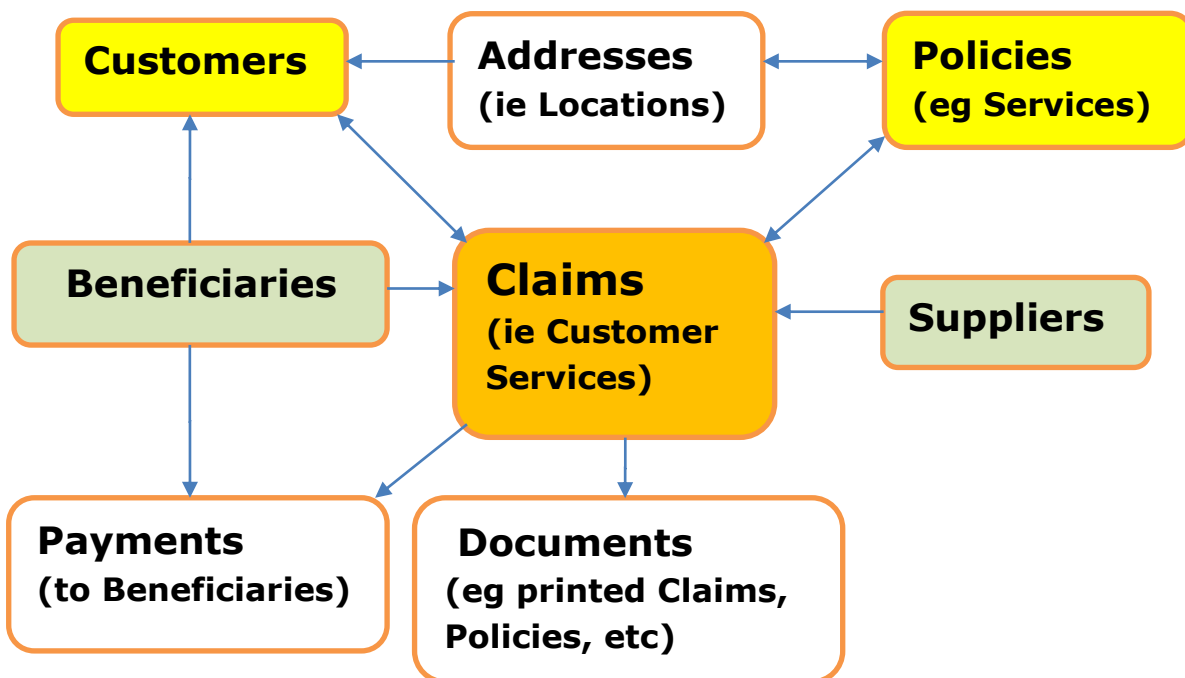 Customers
Addresses
(ie Locations)
Policies
(eg Services)
Beneficiaries
Claims
(ie Customer
Services)
Suppliers
Payments
(to Beneficiaries)
Documents
(eg printed Claims,
Policies, etc)